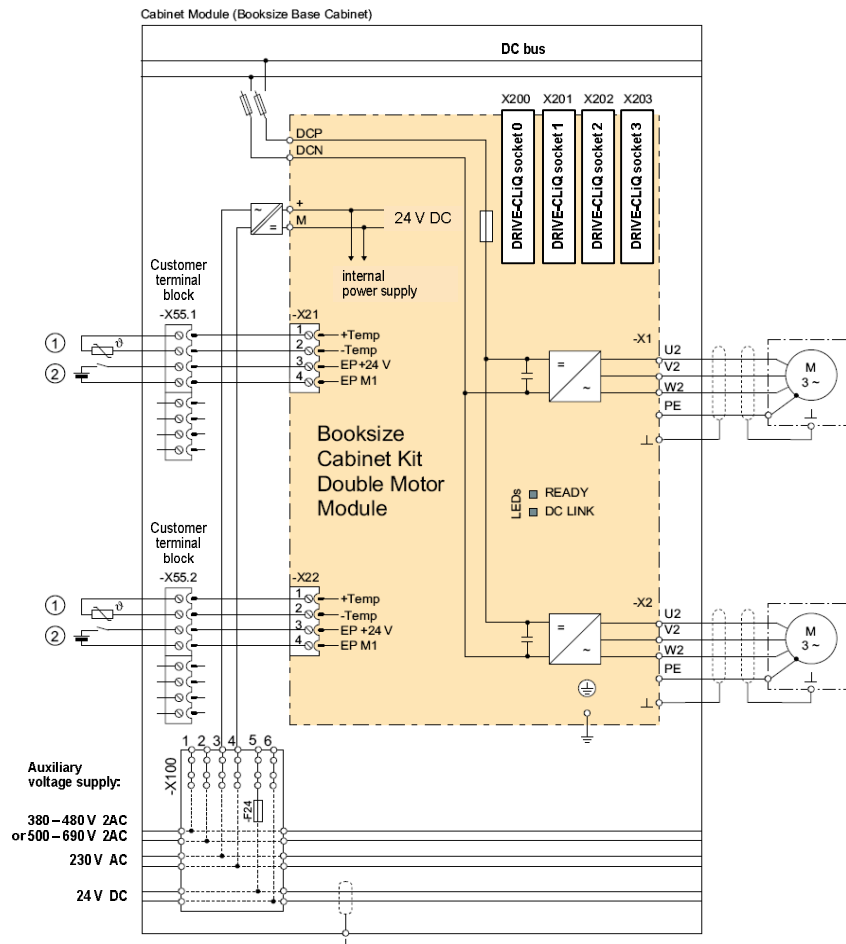 Cabinet Module (Booksize Base Cabinet)
DC bus
X200 X201 X202 X203
DRIVE-CLiQ socket 0
DRIVE-CLiQ socket 1
DRIVE-CLiQ socket 2
DRIVE-CLiQ socket 3
DCP
DCN
~
=
+
M
24 V DC
internal
power supply
Customer
terminal
block
-X55.1
-X21
1
2
3
4
+Temp
-Temp
EP +24 V
EP M1
1
ϑ
2
-X1
U2
V2
W2
PE
=
~
M
3 ~
Booksize
Cabinet Kit
Double Motor
Module
LEDs
READY
DC LINK
Customer
terminal
block
-X55.2
-X22
1
2
3
4
+Temp
-Temp
EP +24 V
EP M1
1
ϑ
2
-X2
U2
V2
W2
PE
=
~
M
3 ~
1 2 3 4 5 6
-X100
-F24
Auxiliary
voltage supply:
380 – 480 V 2AC
or 500 – 690 V 2AC
230 V AC
24 V DC